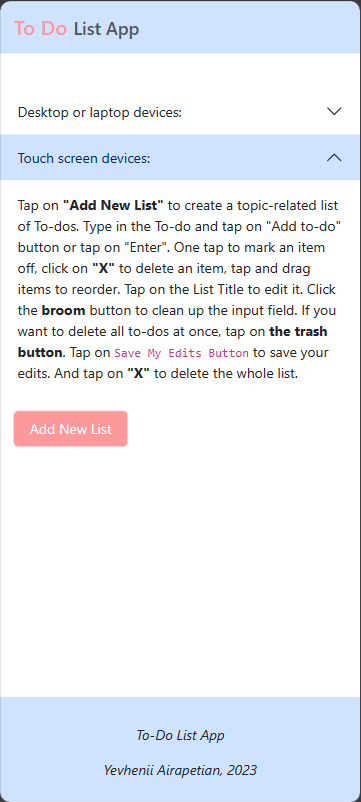 To Do List App
Desktop or laptop devices:
Touch screen devices:
Tap on "Add New List" to create a topic-related list
of To-dos. Type in the To-do and tap on "Add to-do"
button or tap on "Enter". One tap to mark an item
off, click on "X" to delete an item, tap and drag
items to reorder. Tap on the List Title to edit it. Click
the broom button to clean up the input field. If you
want to delete all to-dos at once, tap on the trash
button. Tap on Save My Edits Button to save your
edits. And tap on "X" to delete the whole list.
Add New List
To-Do List App
Yevhenii Airapetian, 2023